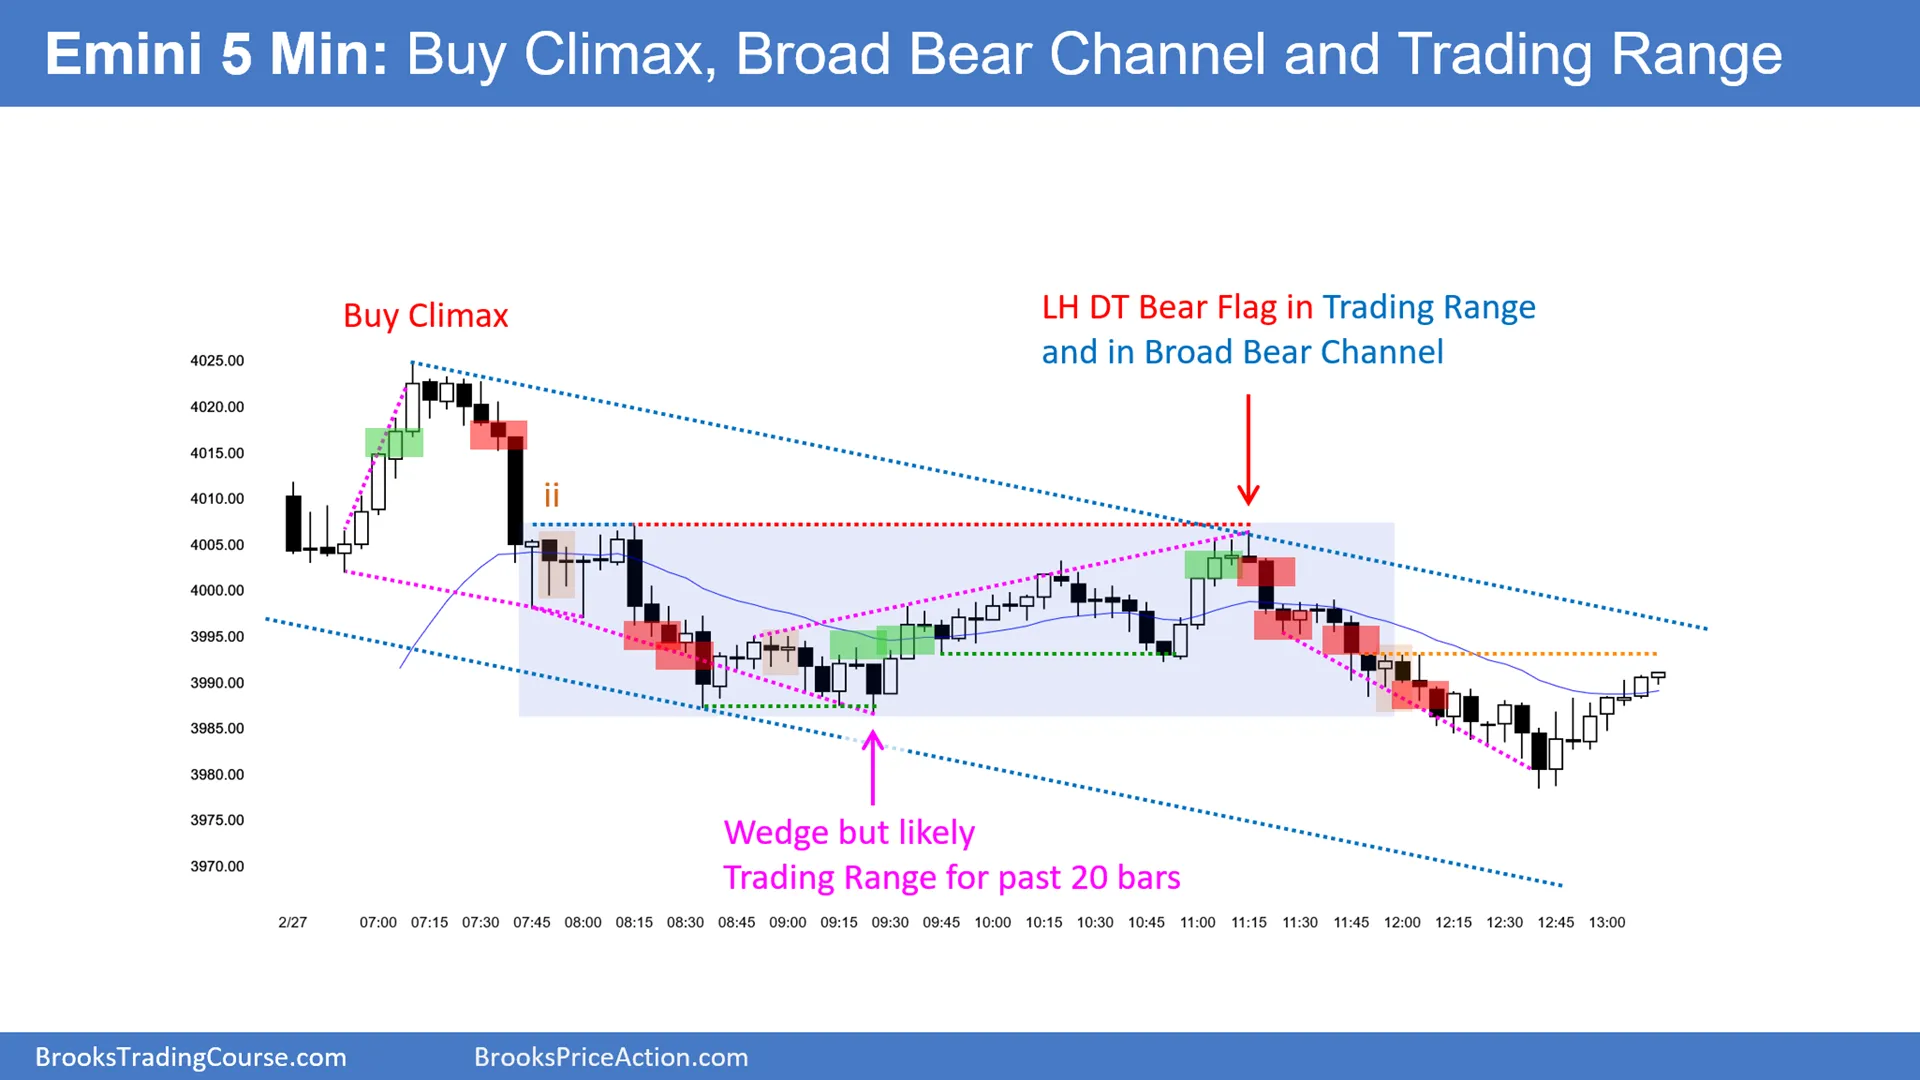 Emini 5 Min: Buy Climax, Broad Bear Channel and Trading Range
Buy Climax
LH DT Bear Flag in Trading Range
and in Broad Bear Channel
ii
4025.00
4020.00
4015.00
4010.00
4005.00
4000.00
3995.00
3990.00
3985.00
3980.00
3975.00
3970.00
Wedge but likely
Trading Range for past 20 bars
2/27 07:00 07:15 07:30 07:45 08:00 08:15 08:30 08:45 09:00 09:15 09:30 09:45 10:00 10:15 10:30 10:45 11:00 11:15 11:30 11:45 12:00 12:15 12:30 12:45 13:00
BrooksTradingCourse.com BrooksPriceAction.com